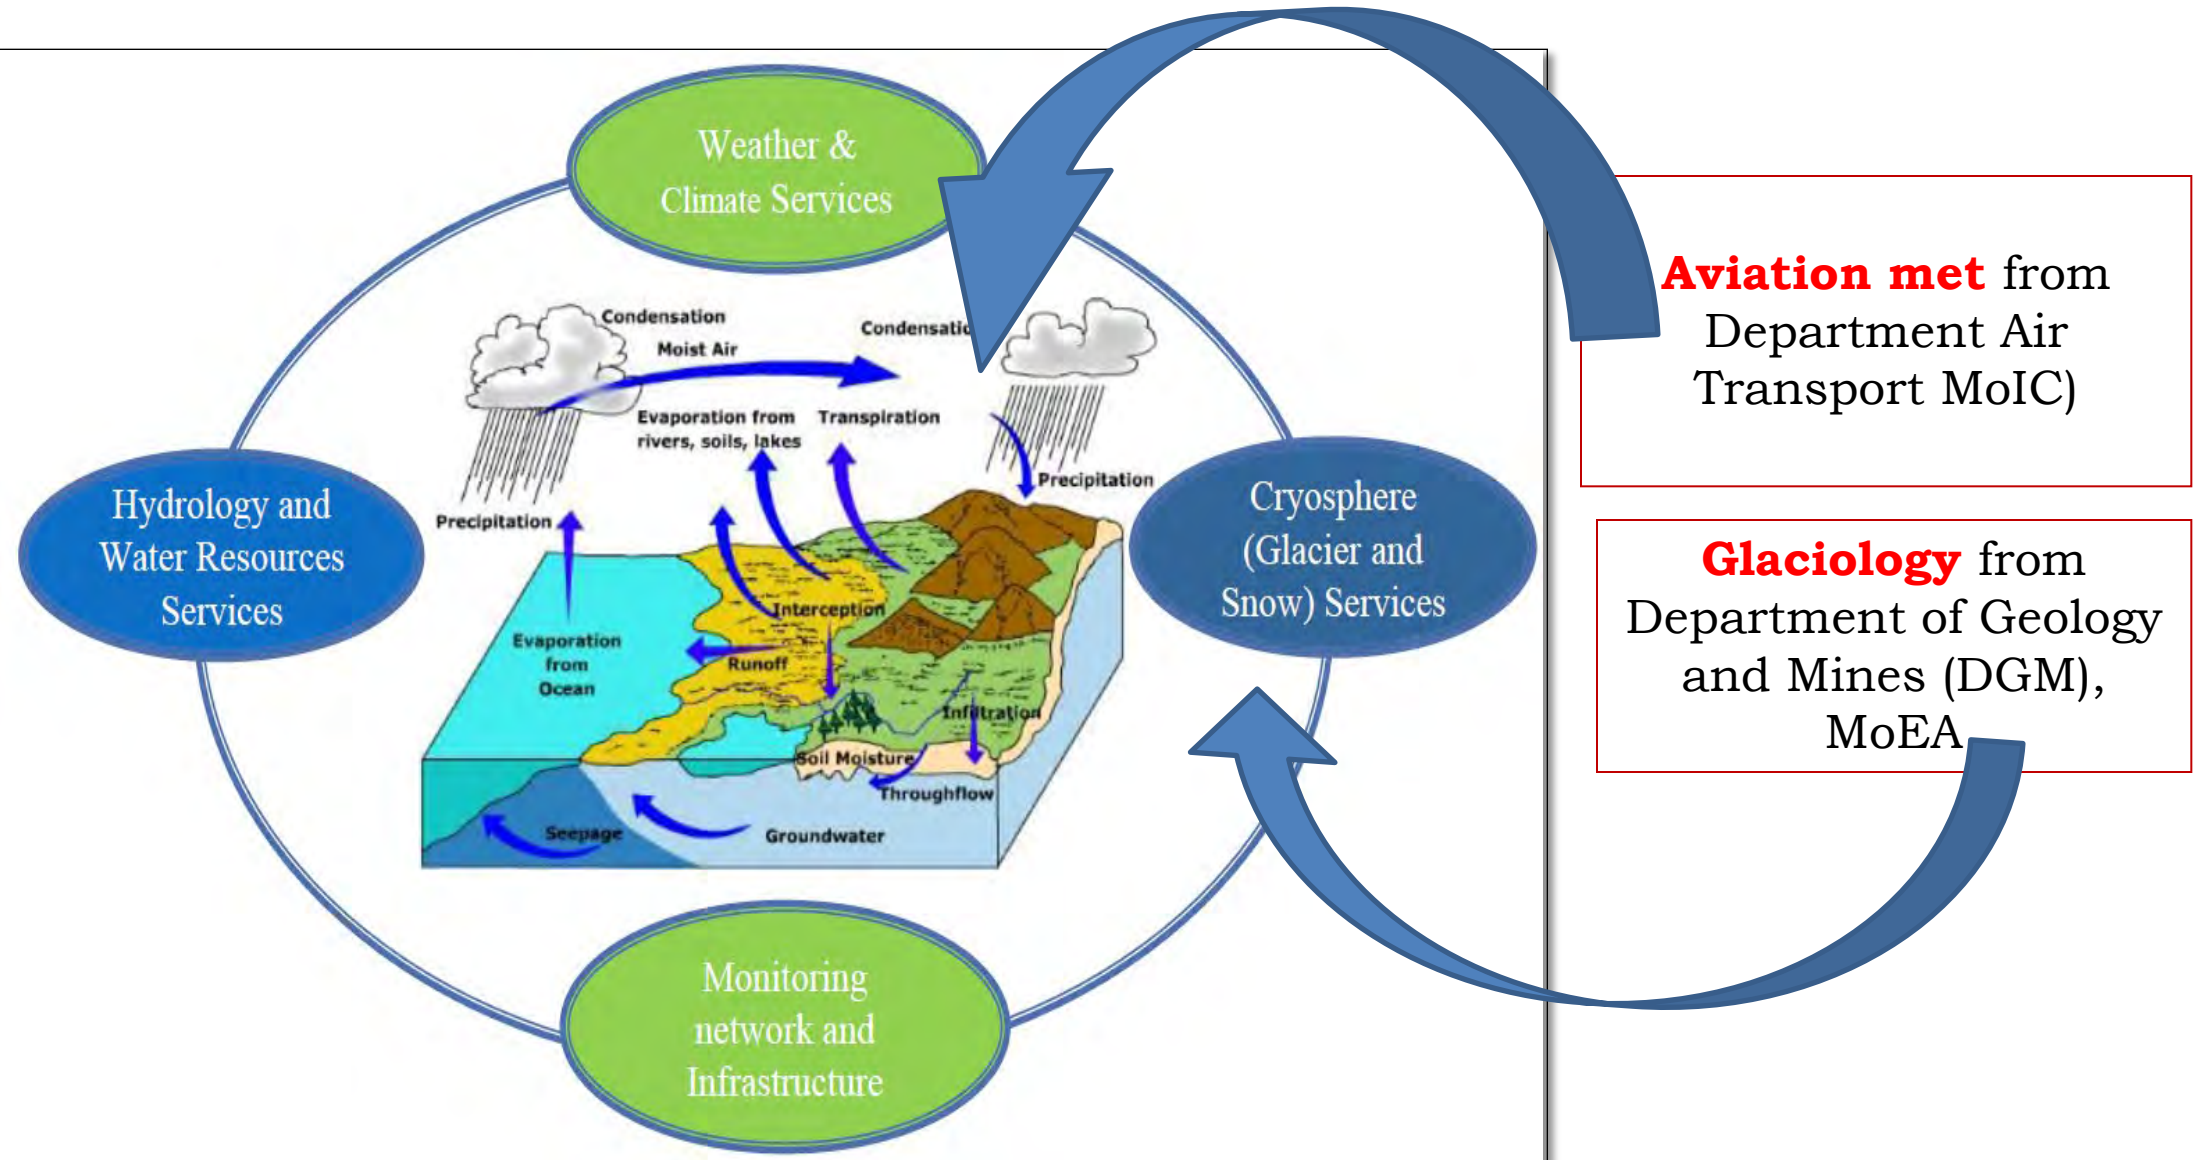 Weather &
Climate Services
Condensation
Condensatio
Moist Air
Evaporation from
rivers, soils, lakes
Transpiration
Precipitation
Precipitation
Hydrology and
Water Resources
Services
Cryosphere
(Glacier and
Snow) Services
Interception
Evaporation
from
Ocean
Runoff
Infiltration
Soil Moisture
Throughflow
Seepage
Groundwater
Monitoring
network and
Infrastructure
Aviation met from
Department Air
Transport MoIC)
Glaciology from
Department of Geology
and Mines (DGM),
MoEA